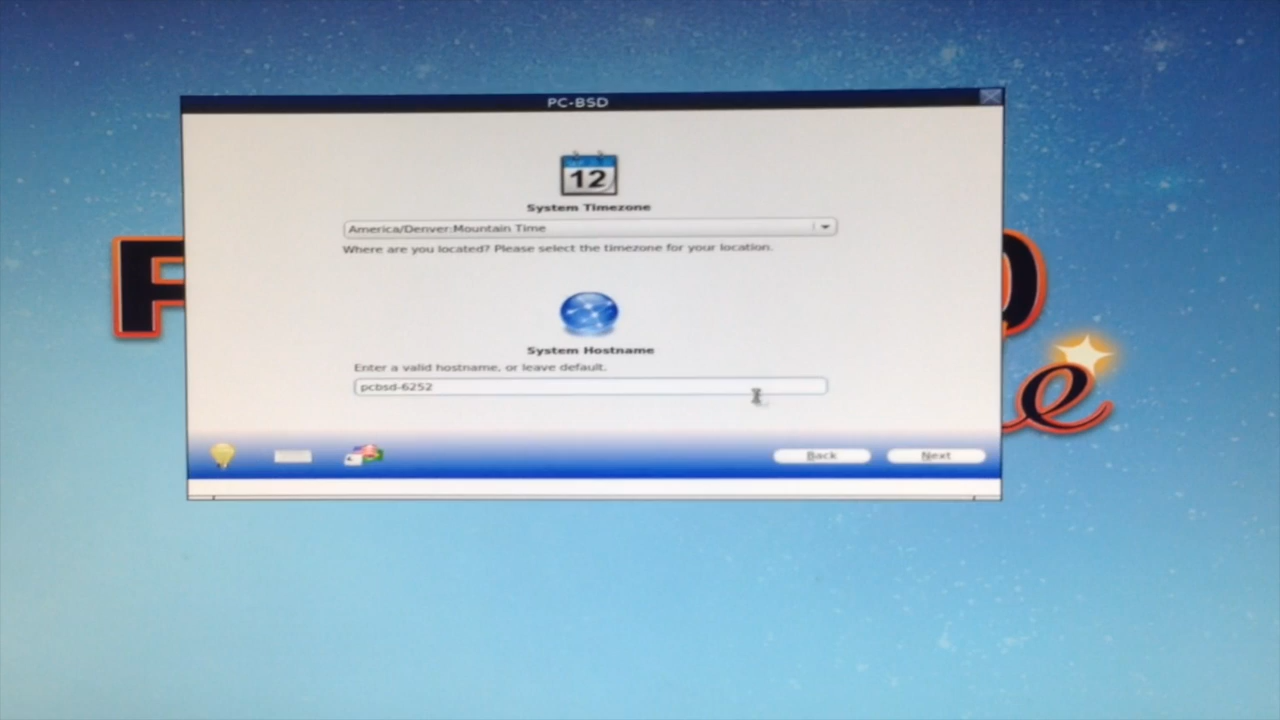 PC-BSD
12
System Timezone
America/Denver:Mountain Time
Where are you located? Please select the timezone for your location.
System Hostname
Enter a valid hostname, or leave default.
pcbsd-6252
Back Next